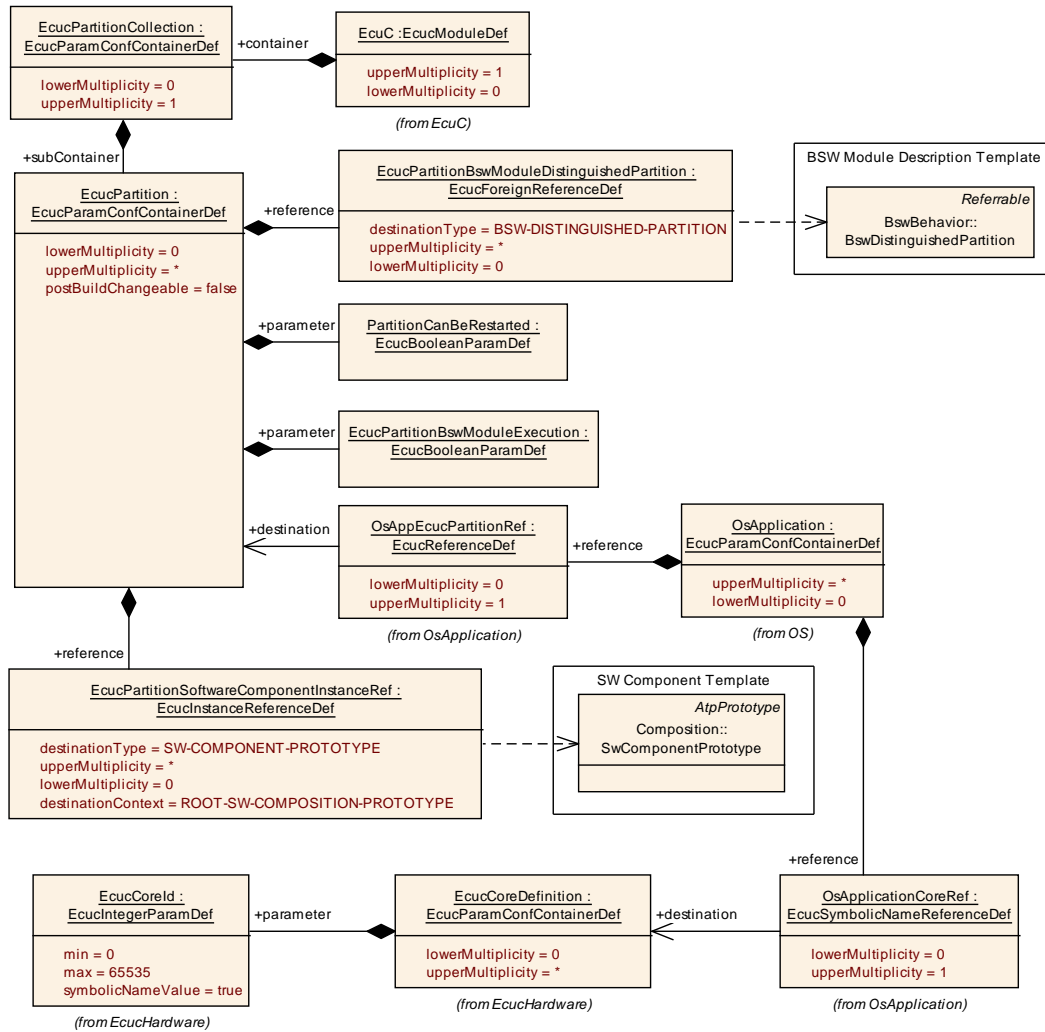 EcucPartitionCollection :
EcucParamConfContainerDef
lowerMultiplicity = 0
upperMultiplicity = 1
+container
EcuC :EcucModuleDef
upperMultiplicity = 1
lowerMultiplicity = 0
(from EcuC)
+subContainer
EcucPartition :
EcucParamConfContainerDef
lowerMultiplicity = 0
upperMultiplicity = *
postBuildChangeable = false
+reference
EcucPartitionBswModuleDistinguishedPartition :
EcucForeignReferenceDef
destinationType = BSW-DISTINGUISHED-PARTITION
upperMultiplicity = *
lowerMultiplicity = 0
BSW Module Description Template
Referrable
BswBehavior::
BswDistinguishedPartition
+parameter
PartitionCanBeRestarted :
EcucBooleanParamDef
+parameter
EcucPartitionBswModuleExecution :
EcucBooleanParamDef
+destination
OsAppEcucPartitionRef :
EcucReferenceDef
lowerMultiplicity = 0
upperMultiplicity = 1
(from OsApplication)
+reference
OsApplication :
EcucParamConfContainerDef
upperMultiplicity = *
lowerMultiplicity = 0
(from OS)
+reference
EcucPartitionSoftwareComponentInstanceRef :
EcucInstanceReferenceDef
destinationType = SW-COMPONENT-PROTOTYPE
upperMultiplicity = *
lowerMultiplicity = 0
destinationContext = ROOT-SW-COMPOSITION-PROTOTYPE
SW Component Template
AtpPrototype
Composition::
SwComponentPrototype
+reference
EcucCoreId :
EcucIntegerParamDef
min = 0
max = 65535
symbolicNameValue = true
(from EcucHardware)
+parameter
EcucCoreDefinition :
EcucParamConfContainerDef
lowerMultiplicity = 0
upperMultiplicity = *
(from EcucHardware)
+destination
OsApplicationCoreRef :
EcucSymbolicNameReferenceDef
lowerMultiplicity = 0
upperMultiplicity = 1
(from OsApplication)